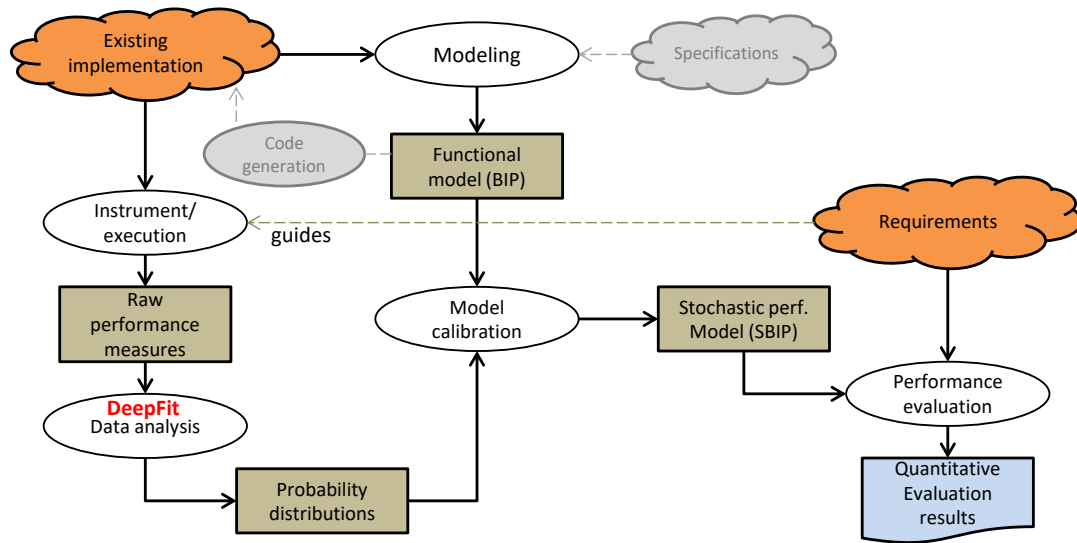 Existing
implementation
Modeling
Specifications
Code
generation
Functional
model (BIP)
Instrument/
execution
guides
Requirements
Raw
performance
measures
Model
calibration
Stochastic perf.
Model (SBIP)
Performance
evaluation
DeepFit
Data analysis
Probability
distributions
Quantitative
Evaluation
results